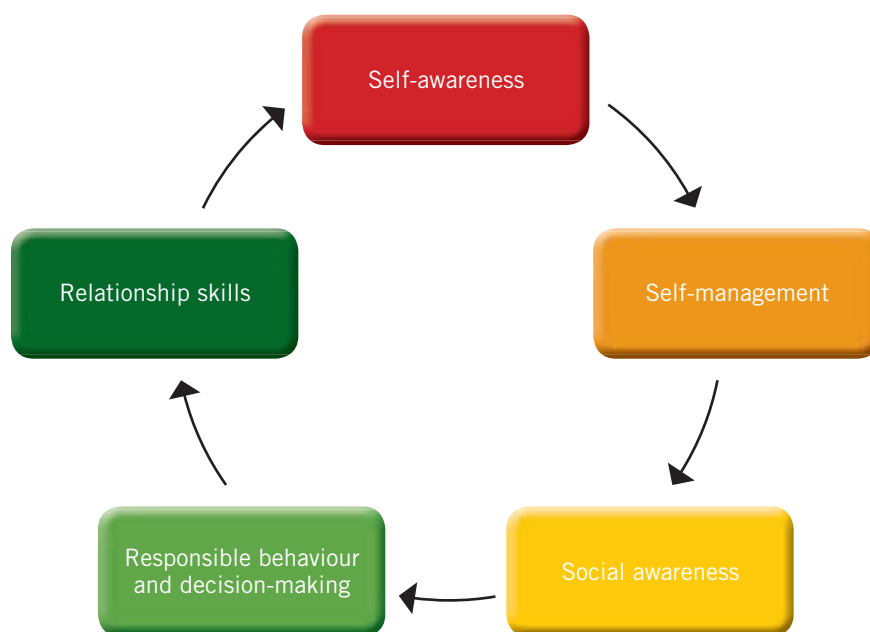 Self-awareness
Self-management
Social awareness
Responsible behaviour
and decision-making
Relationship skills